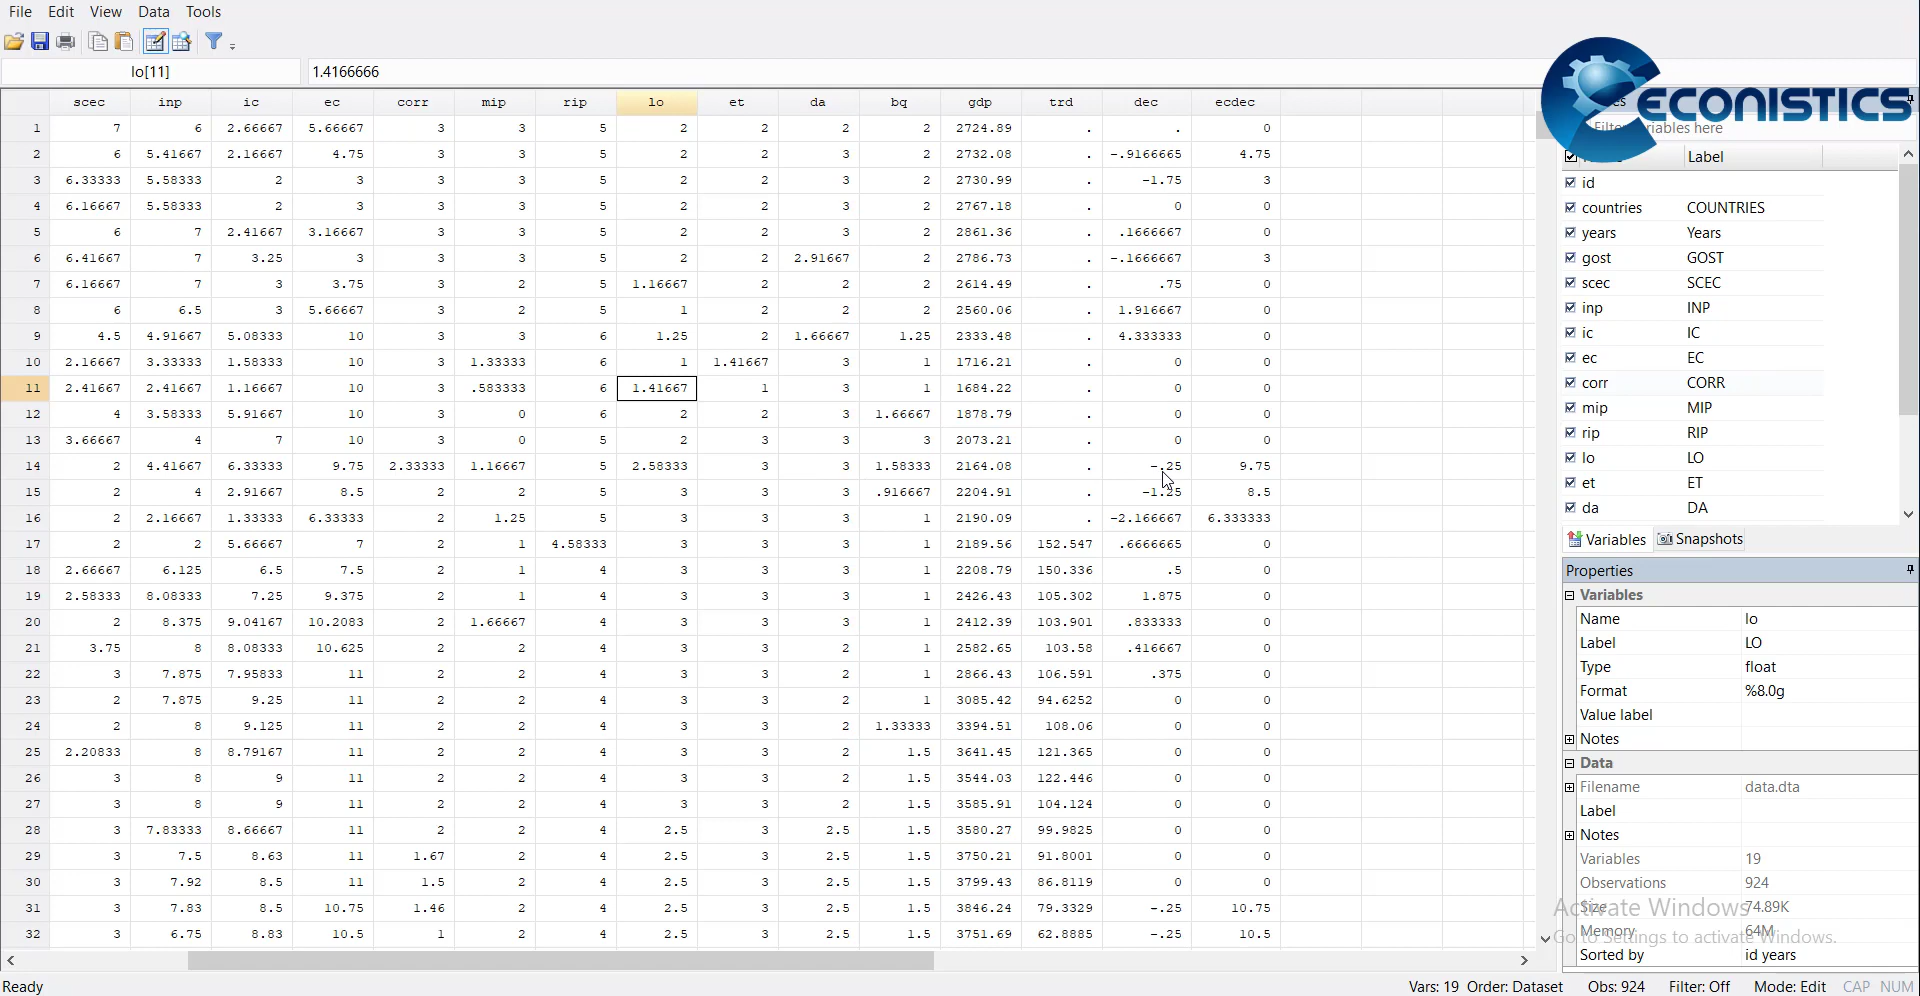 File Edit View Data Tools
lo[11] 1.4166666
scec inp ic ec corr mip rip lo et da bq gdp trd dec ecdec
1 7 6 2.66667 5.66667 3 3 5 2 2 2 2 2724.89 . . 0
2 6 5.41667 2.16667 4.75 3 3 5 2 2 3 2 2732.08 . -.9166665 4.75
3 6.33333 5.58333 2 3 3 3 5 2 2 3 2 2730.99 . -1.75 3
4 6.16667 5.58333 2 3 3 3 5 2 2 3 2 2767.18 . 0 0
5 6 7 2.41667 3.16667 3 3 5 2 2 3 2 2861.36 . .1666667 0
6 6.41667 7 3.25 3 3 3 5 2 2 2.91667 2 2786.73 . -.1666667 3
7 6.16667 7 3 3.75 3 2 5 1.16667 2 2 2 2614.49 . .75 0
8 6 6.5 3 5.66667 3 2 5 1 2 2 2 2560.06 . 1.916667 0
9 4.5 4.91667 5.08333 10 3 3 6 1.25 2 1.66667 1.25 2333.48 . 4.333333 0
10 2.16667 3.33333 1.58333 10 3 1.33333 6 1 1.41667 3 1 1716.21 . 0 0
11 2.41667 2.41667 1.16667 10 3 .583333 6 1.41667 1 3 1 1684.22 . 0 0
12 4 3.58333 5.91667 10 3 0 6 2 2 3 1.66667 1878.79 . 0 0
13 3.66667 4 7 10 3 0 5 2 3 3 3 2073.21 . 0 0
14 2 4.41667 6.33333 9.75 2.33333 1.16667 5 2.58333 3 3 1.58333 2164.08 . -.25 9.75
15 2 4 2.91667 8.5 2 2 5 3 3 3 .916667 2204.91 . -1.25 8.5
16 2 2.16667 1.33333 6.33333 2 1.25 5 3 3 3 1 2190.09 . -2.166667 6.333333
17 2 2 5.66667 7 2 1 4.58333 3 3 3 1 2189.56 152.547 .6666665 0
18 2.66667 6.125 6.5 7.5 2 1 4 3 3 3 1 2208.79 150.336 .5 0
19 2.58333 8.08333 7.25 9.375 2 1 4 3 3 3 1 2426.43 105.302 1.875 0
20 2 8.375 9.04167 10.2083 2 1.66667 4 3 3 3 1 2412.39 103.901 .833333 0
21 3.75 8 8.08333 10.625 2 2 4 3 3 2 1 2582.65 103.58 .416667 0
22 3 7.875 7.95833 11 2 2 4 3 3 2 1 2866.43 106.591 .375 0
23 2 7.875 9.25 11 2 2 4 3 3 2 1 3085.42 94.6252 0 0
24 2 8 9.125 11 2 2 4 3 3 2 1.33333 3394.51 108.06 0 0
25 2.20833 8 8.79167 11 2 2 4 3 3 2 1.5 3641.45 121.365 0 0
26 3 8 9 11 2 2 4 3 3 2 1.5 3544.03 122.446 0 0
27 3 8 9 11 2 2 4 3 3 2 1.5 3585.91 104.124 0 0
28 3 7.83333 8.66667 11 2 2 4 2.5 3 2.5 1.5 3580.27 99.9825 0 0
29 3 7.5 8.63 11 1.67 2 4 2.5 3 2.5 1.5 3750.21 91.8001 0 0
30 3 7.92 8.5 11 1.5 2 4 2.5 3 2.5 1.5 3799.43 86.8119 0 0
31 3 7.83 8.5 10.75 1.46 2 4 2.5 3 2.5 1.5 3846.24 79.3329 -.25 10.75
32 3 6.75 8.83 10.5 1 2 4 2.5 3 2.5 1.5 3751.69 62.8885 -.25 10.5
ECONISTICS
here
Label
id
countries COUNTRIES
years Years
gost GOST
scec SCEC
inp INP
ic IC
ec EC
corr CORR
mip MIP
rip RIP
lo LO
et ET
da DA
Variables Snapshots
Properties
Variables
Name lo
Label LO
Type float
Format %8.0g
Value label
Notes
Data
Filename data.dta
Label
Notes
Variables 19
Observations 924
Size 74.89K
Memory 64M
Sorted by id years
Activate Windows
Go to Settings to activate Windows.
Ready Vars: 19 Order: Dataset Obs: 924 Filter: Off Mode: Edit CAP NUM